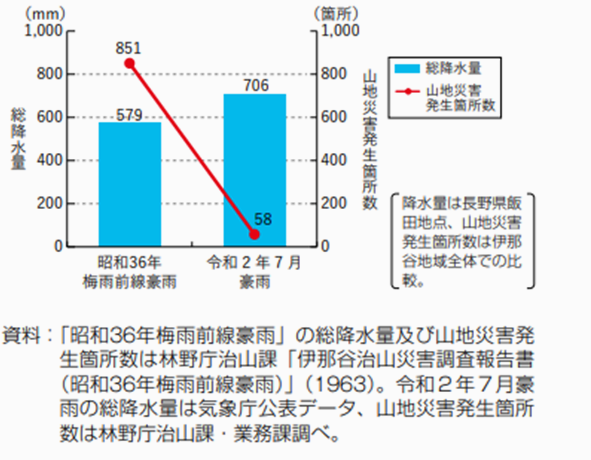 （mm）
（箇所）
1,000
1,000
851
800
800
706
600
579
600
400
400
200
200
58
0
0
総降水量
山地災害発生箇所数
昭和36年
梅雨前線豪雨
令和２年７月
豪雨
総降水量
山地災害
発生箇所数
降水量は長野県飯
田地点、山地災害
発生箇所数は伊那
谷地域全体での比
較。
資料：「昭和36年梅雨前線豪雨」の総降水量及び山地災害発
生箇所数は林野庁治山課「伊那谷治山災害調査報告書
（昭和36年梅雨前線豪雨）」（1963）。令和２年７月豪
雨の総降水量は気象庁公表データ、山地災害発生箇所
数は林野庁治山課・業務課調べ。